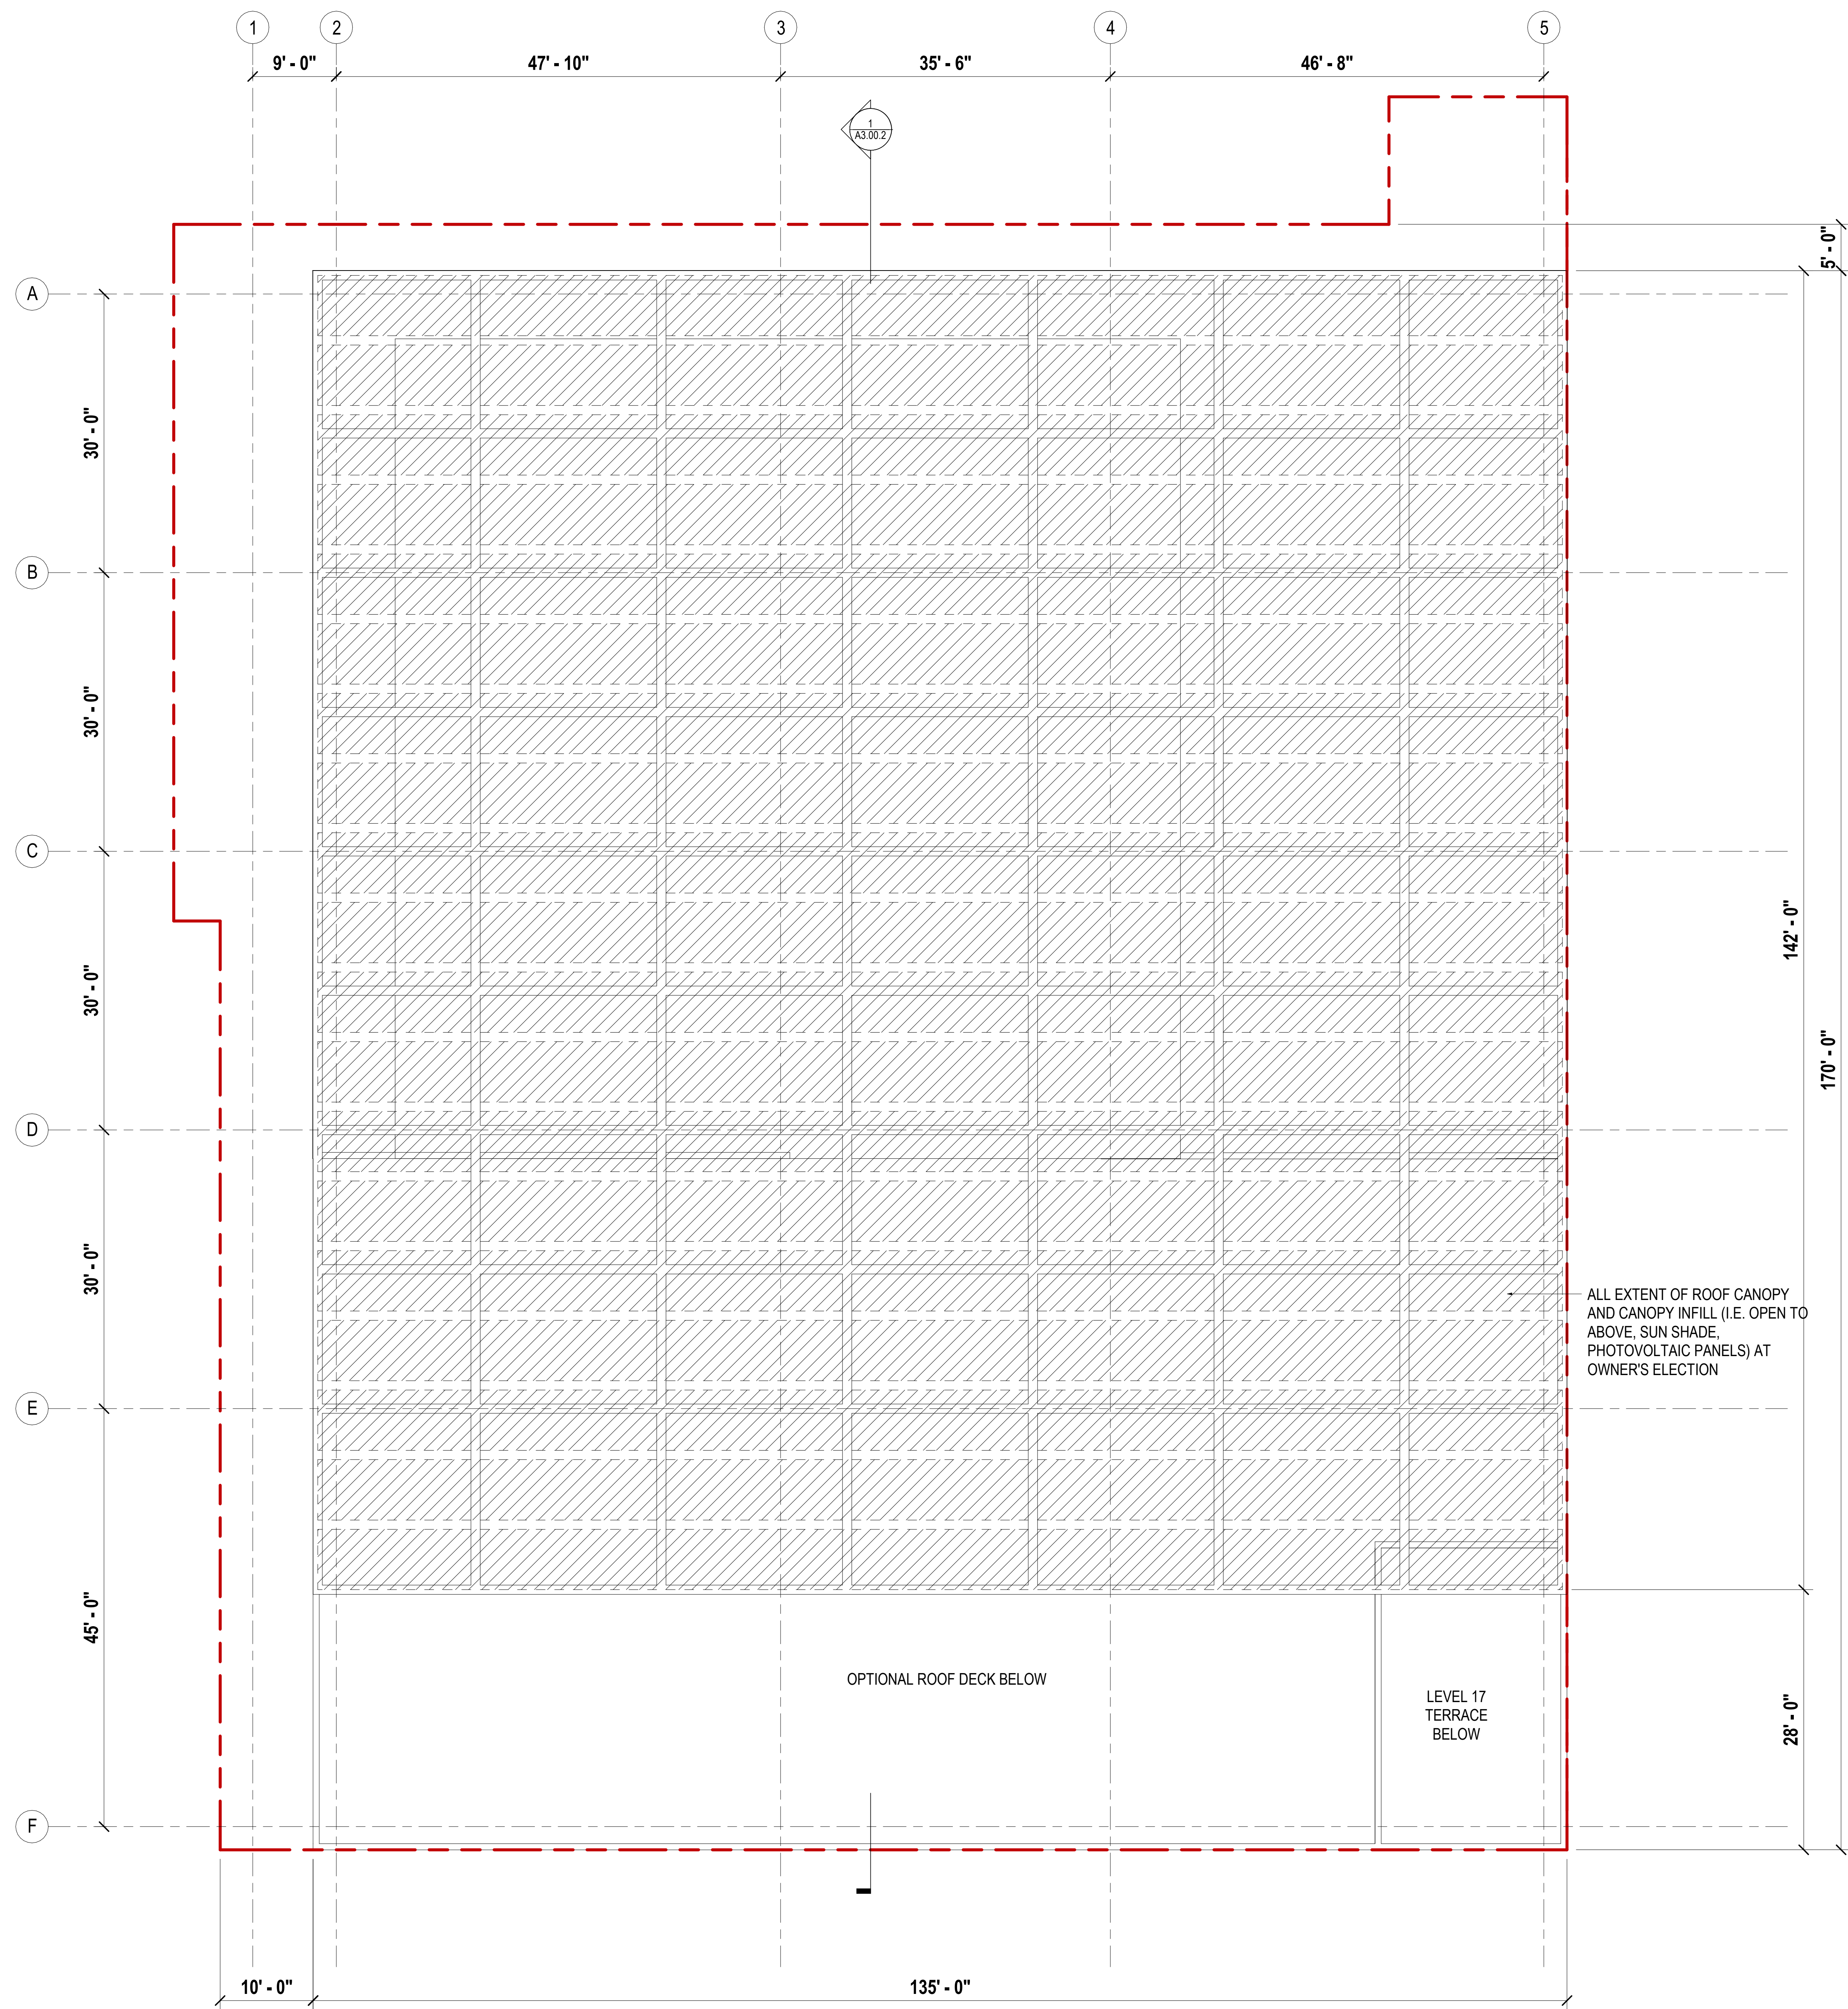 1
2
3
4
5
9' - 0"
47' - 10"
35' - 6"
46' - 8"
1
A3.00.2
5' - 0"
A
30' - 0"
B
30' - 0"
C
142' - 0"
30' - 0"
170' - 0"
D
30' - 0"
ALL EXTENT OF ROOF CANOPY
AND CANOPY INFILL (I.E. OPEN TO
ABOVE, SUN SHADE,
PHOTOVOLTAIC PANELS) AT
OWNER'S ELECTION
E
45' - 0"
OPTIONAL ROOF DECK BELOW
LEVEL 17
TERRACE
BELOW
28' - 0"
F
10' - 0"
135' - 0"